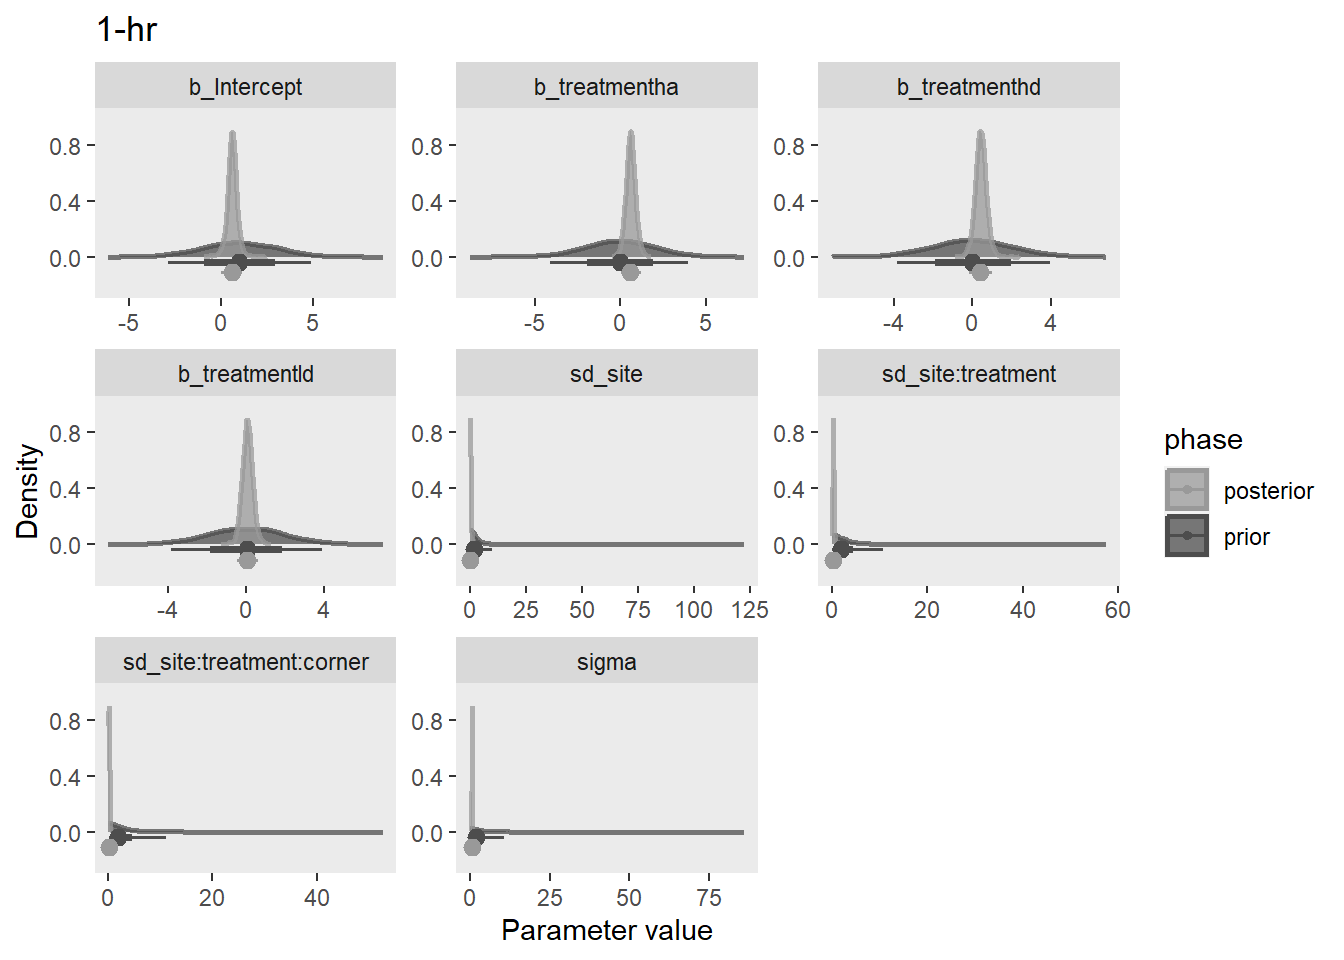 1-hr
b_Intercept b_treatmentha b_treatmenthd
0.8 0.8 0.8
0.4 0.4 0.4
0.0 0.0 0.0
-5 0 5 -5 0 5 -4 0 4
b_treatmentld sd_site sd_site:treatment
0.8 0.8 0.8
0.4 0.4 0.4
0.0 0.0 0.0
-4 0 4 0 25 50 75 100 125 0 20 40 60
sd_site:treatment:corner sigma
0.8 0.8
0.4 0.4
0.0 0.0
0 20 40 0 25 50 75
Density
Parameter value
phase
posterior
prior